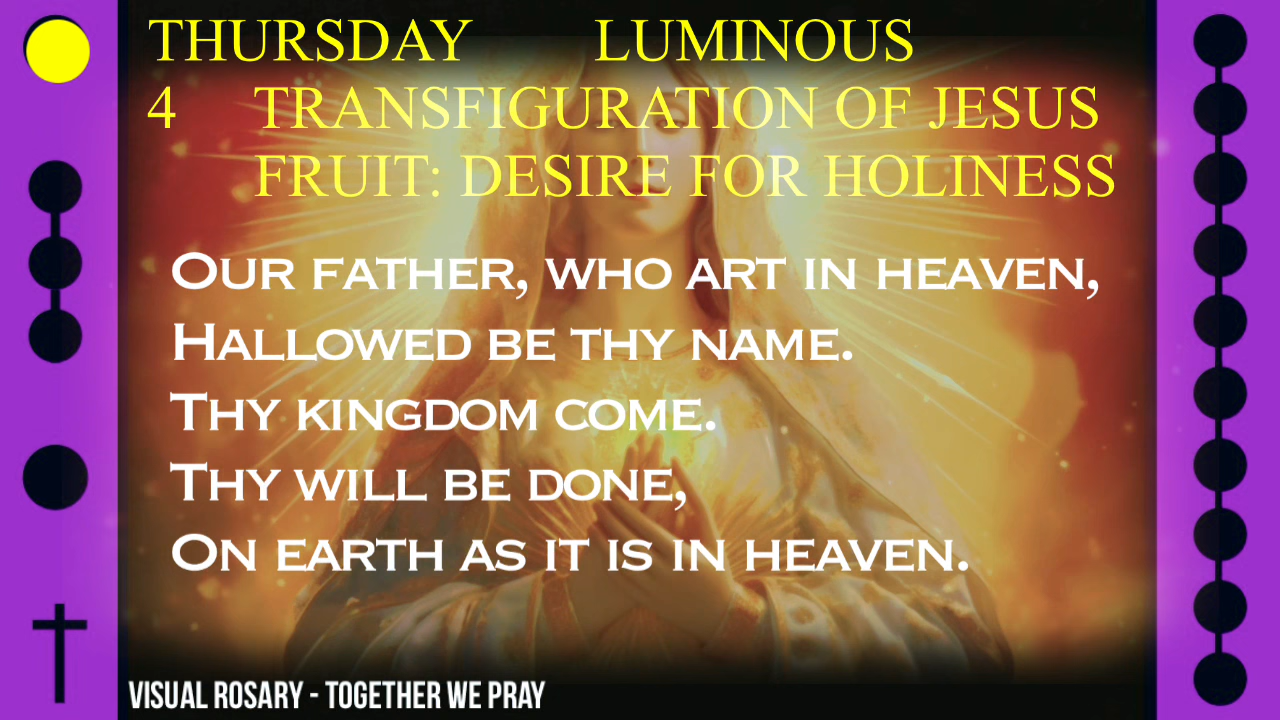 THURSDAY LUMINOUS
4 TRANSFIGURATION OF JESUS
FRUIT: DESIRE FOR HOLINESS
OUR FATHER, WHO ART IN HEAVEN,
HALLOWED BE THY NAME.
THY KINGDOM COME.
THY WILL BE DONE,
ON EARTH AS IT IS IN HEAVEN.
VISUAL ROSARY - TOGETHER WE PRAY